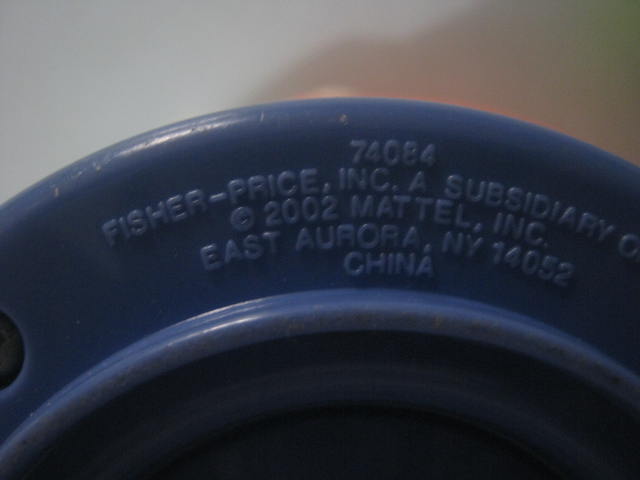 74084
FISHER-PRICE, INC. A SUBSIDIARY
© 2002 MATTEL, INC.
EAST AURORA, NY 14052
CHINA